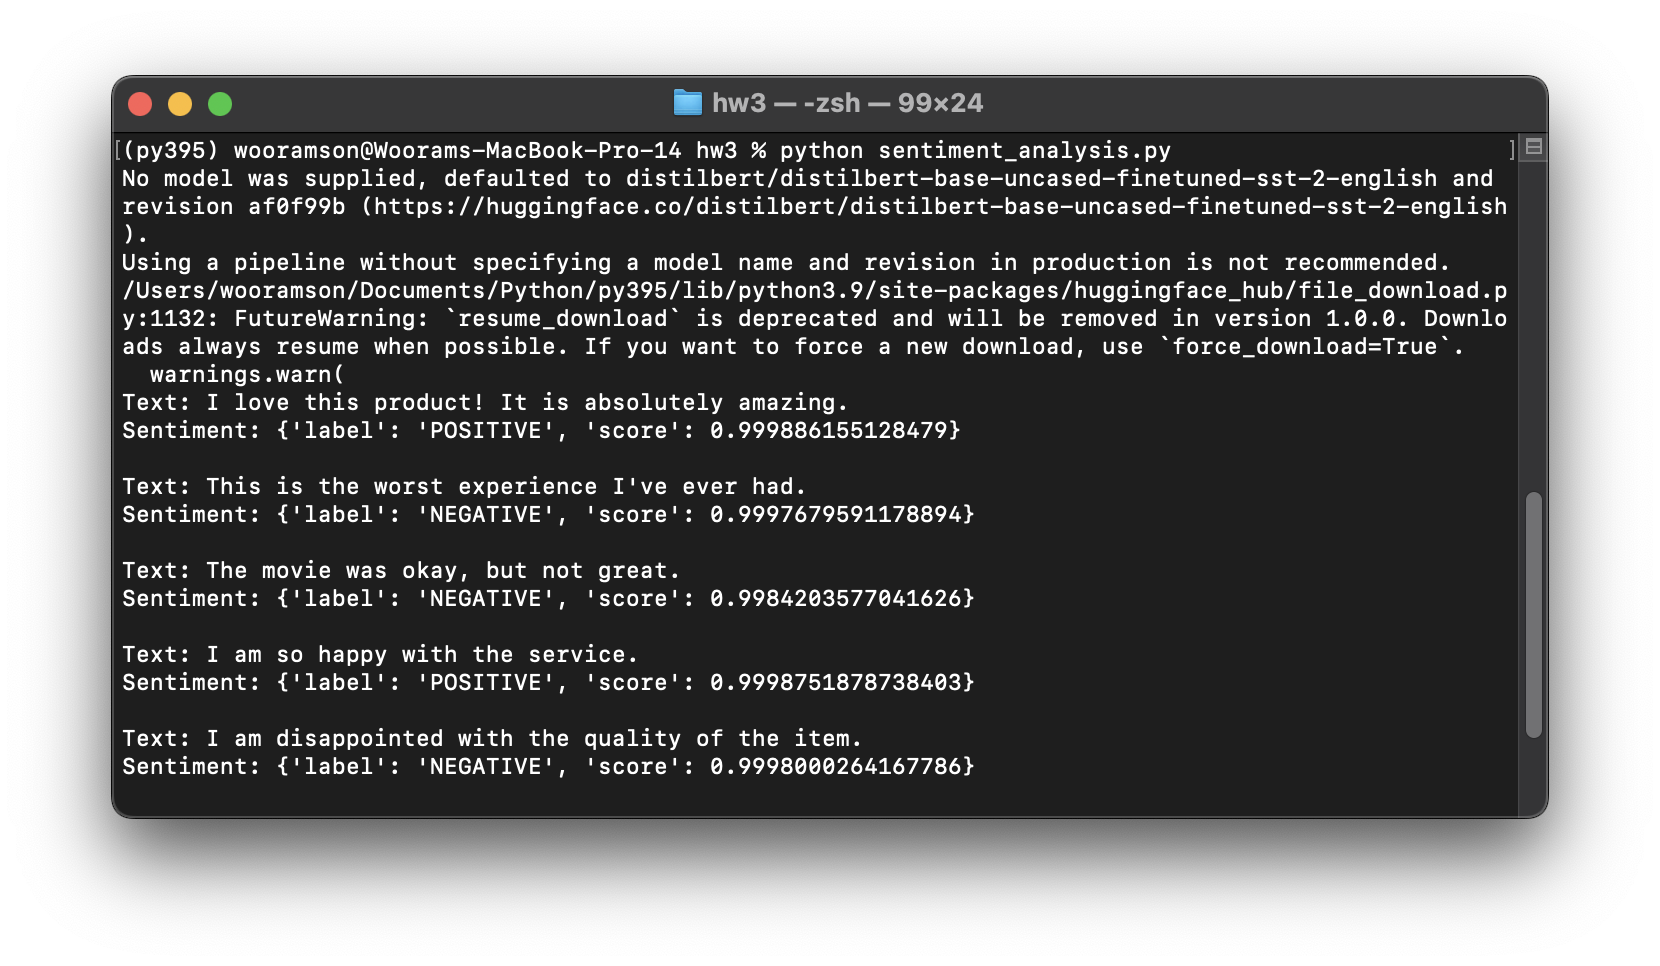 hw3 — -zsh — 99×24
(py395) wooramson@Woorams-MacBook-Pro-14 hw3 % python sentiment_analysis.py
No model was supplied, defaulted to distilbert/distilbert-base-uncased-finetuned-sst-2-english and
revision af0f99b (https://huggingface.co/distilbert/distilbert-base-uncased-finetuned-sst-2-english
).
Using a pipeline without specifying a model name and revision in production is not recommended.
/Users/wooramson/Documents/Python/py395/lib/python3.9/site-packages/huggingface_hub/file_download.p
y:1132: FutureWarning: `resume_download` is deprecated and will be removed in version 1.0.0. Downlo
ads always resume when possible. If you want to force a new download, use `force_download=True`.
  warnings.warn(
Text: I love this product! It is absolutely amazing.
Sentiment: {'label': 'POSITIVE', 'score': 0.999886155128479}

Text: This is the worst experience I've ever had.
Sentiment: {'label': 'NEGATIVE', 'score': 0.9997679591178894}

Text: The movie was okay, but not great.
Sentiment: {'label': 'NEGATIVE', 'score': 0.9984203577041626}

Text: I am so happy with the service.
Sentiment: {'label': 'POSITIVE', 'score': 0.9998751878738403}

Text: I am disappointed with the quality of the item.
Sentiment: {'label': 'NEGATIVE', 'score': 0.9998000264167786}